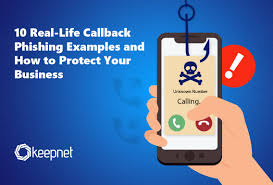 10 Real-Life Callback
Phishing Examples and
How to Protect Your
Business
keepnet
Unknown Number
Calling..